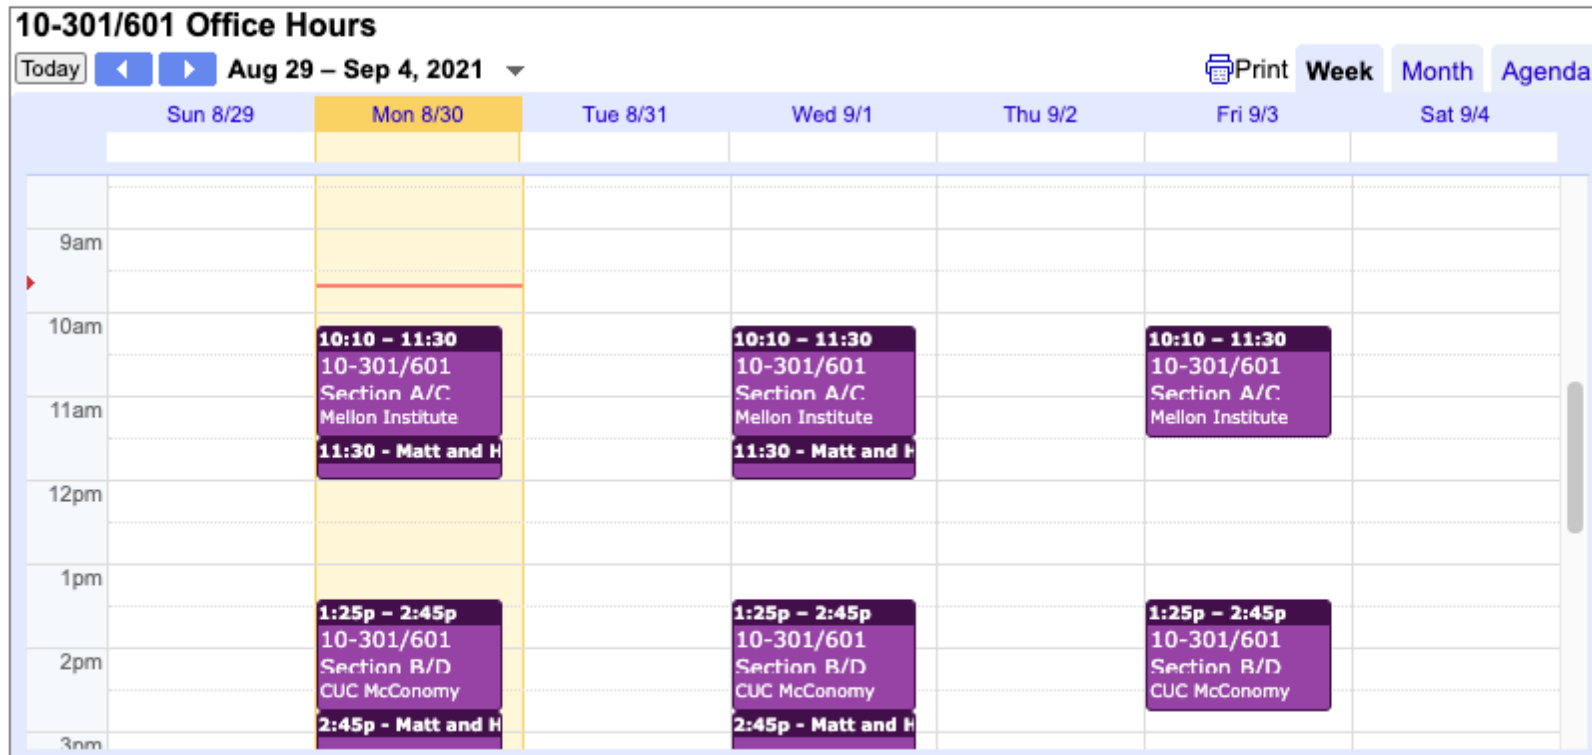 10-301/601 Office Hours
Today Aug 29 – Sep 4, 2021 Print Week Month Agenda
Sun 8/29 Mon 8/30 Tue 8/31 Wed 9/1 Thu 9/2 Fri 9/3 Sat 9/4
9am
10am
10:10 – 11:30 10:10 – 11:30 10:10 – 11:30
10-301/601 10-301/601 10-301/601
Section A/C Section A/C Section A/C
11am
Mellon Institute Mellon Institute Mellon Institute
11:30 - Matt and H 11:30 - Matt and H
12pm
1pm
1:25p – 2:45p 1:25p – 2:45p 1:25p – 2:45p
10-301/601 10-301/601 10-301/601
2pm
Section B/D Section B/D Section B/D
CUC McConomy CUC McConomy CUC McConomy
2:45p - Matt and H 2:45p - Matt and H
3pm